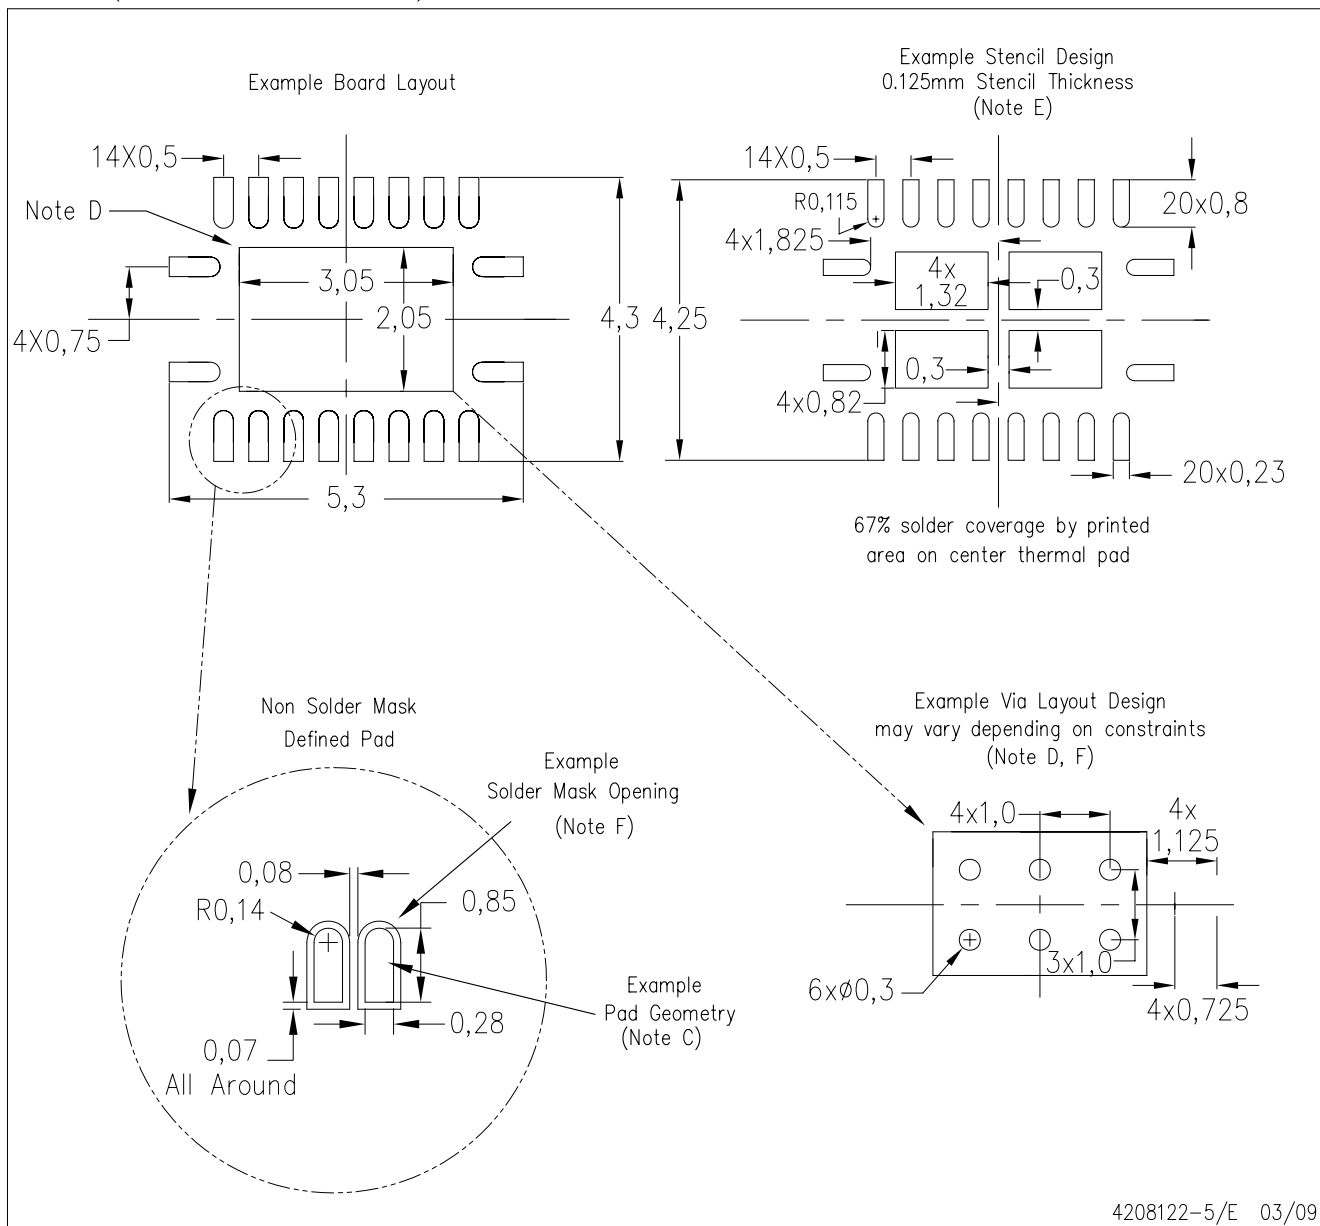 Example Board Layout
14X0,5
Note D
3,05
2,05
4,3
4X0,75
5,3
Example Stencil Design
0.125mm Stencil Thickness
(Note E)
14X0,5
R0,115
20x0,8
4x1,825
4x
1,32
0,3
4,25
0,3
4x0,82
20x0,23
67% solder coverage by printed
area on center thermal pad
Non Solder Mask
Defined Pad
Example
Solder Mask Opening
(Note F)
0,08
R0,14
0,85
Example
Pad Geometry
(Note C)
0,28
0,07
All Around
Example Via Layout Design
may vary depending on constraints
(Note D, F)
4x1,0
4x
1,125
3x1,0
6xø0,3
4x0,725
4208122-5/E 03/09